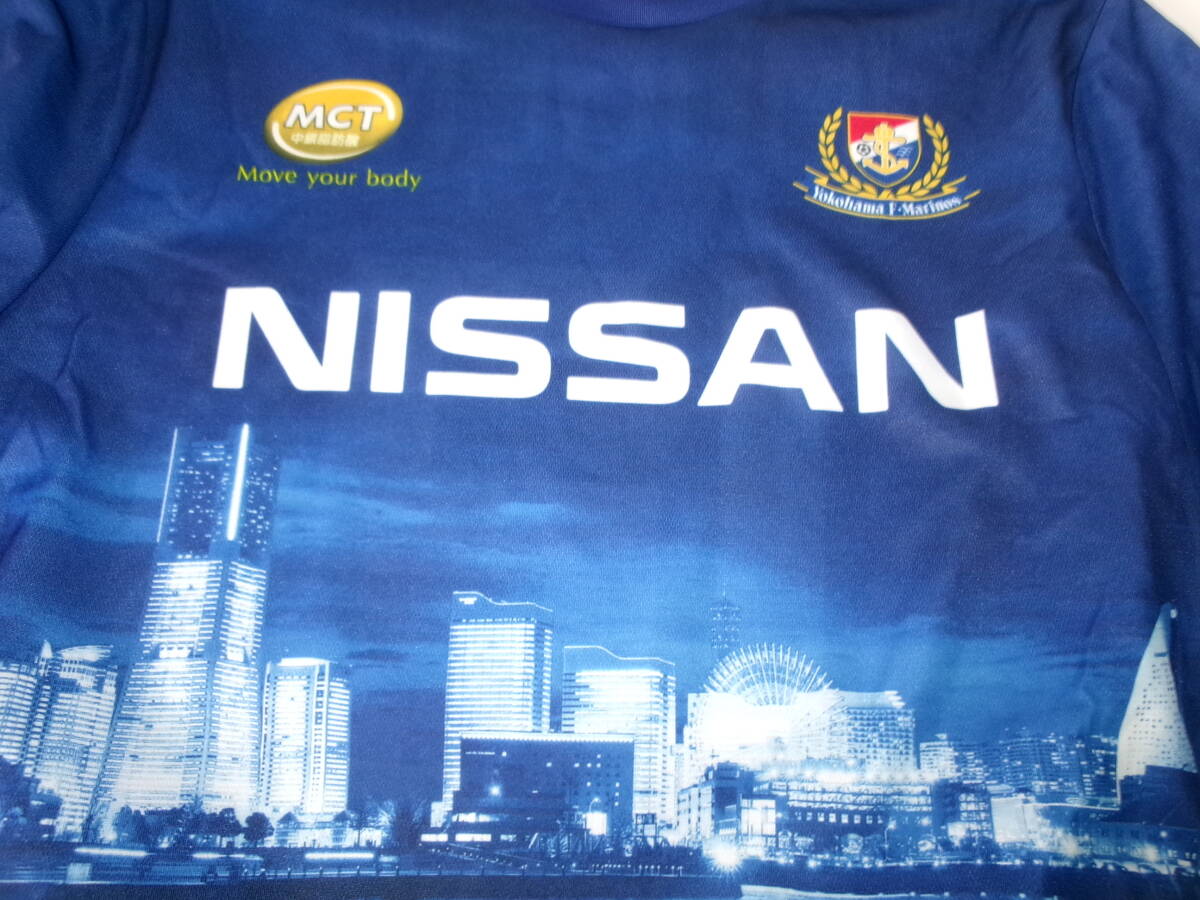 MCT
中鎖脂肪酸
Move your body
Yokohama F·Marinos
NISSAN